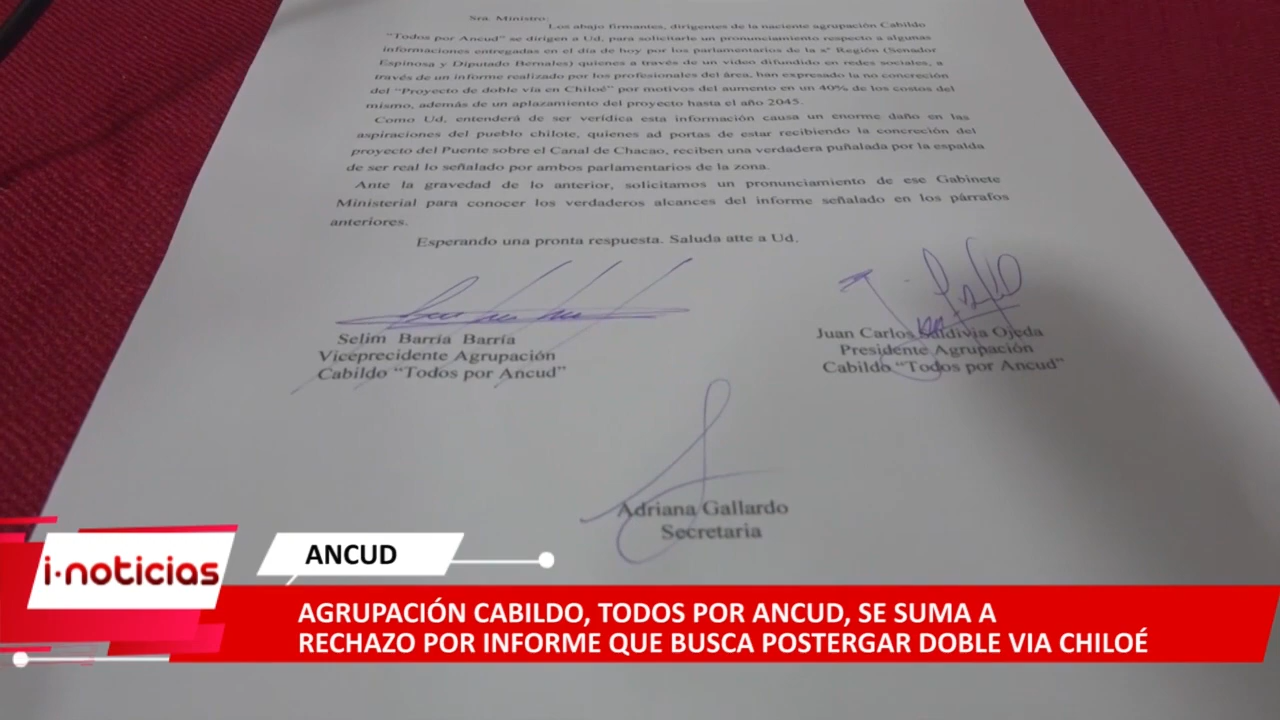 Sra. Ministro:
Los abajo firmantes, dirigentes de la naciente agrupación Cabildo
"Todos por Ancud" se dirigen a Ud, para solicitarle un pronunciamiento respecto a algunas
informaciones entregadas en el día de hoy por los parlamentarios de la xª Región (Senador
Espinosa y Diputado Bernales) quienes a través de un video difundido en redes sociales, a
través de un informe realizado por los profesionales del área, han expresado la no concreción
del "Proyecto de doble vía en Chiloé" por motivos del aumento en un 40% de los costos del
mismo, además de un aplazamiento del proyecto hasta el año 2045.
Como Ud, entenderá de ser verídica esta información causa un enorme daño en las
aspiraciones del pueblo chilote, quienes ad portas de estar recibiendo la concreción del
proyecto del Puente sobre el Canal de Chacao, reciben una verdadera puñalada por la espalda
de ser real lo señalado por ambos parlamentarios de la zona.
Ante la gravedad de lo anterior, solicitamos un pronunciamiento de ese Gabinete
Ministerial para conocer los verdaderos alcances del informe señalado en los párrafos
anteriores.
Esperando una pronta respuesta. Saluda atte a Ud.
Selim Barría Barría
Viceprecidente Agrupación
Cabildo "Todos por Ancud"
Juan Carlos Saldivia Ojeda
Presidente Agrupación
Cabildo "Todos por Ancud"
Adriana Gallardo
Secretaria
i·noticias
ANCUD
AGRUPACIÓN CABILDO, TODOS POR ANCUD, SE SUMA A
RECHAZO POR INFORME QUE BUSCA POSTERGAR DOBLE VIA CHILOÉ